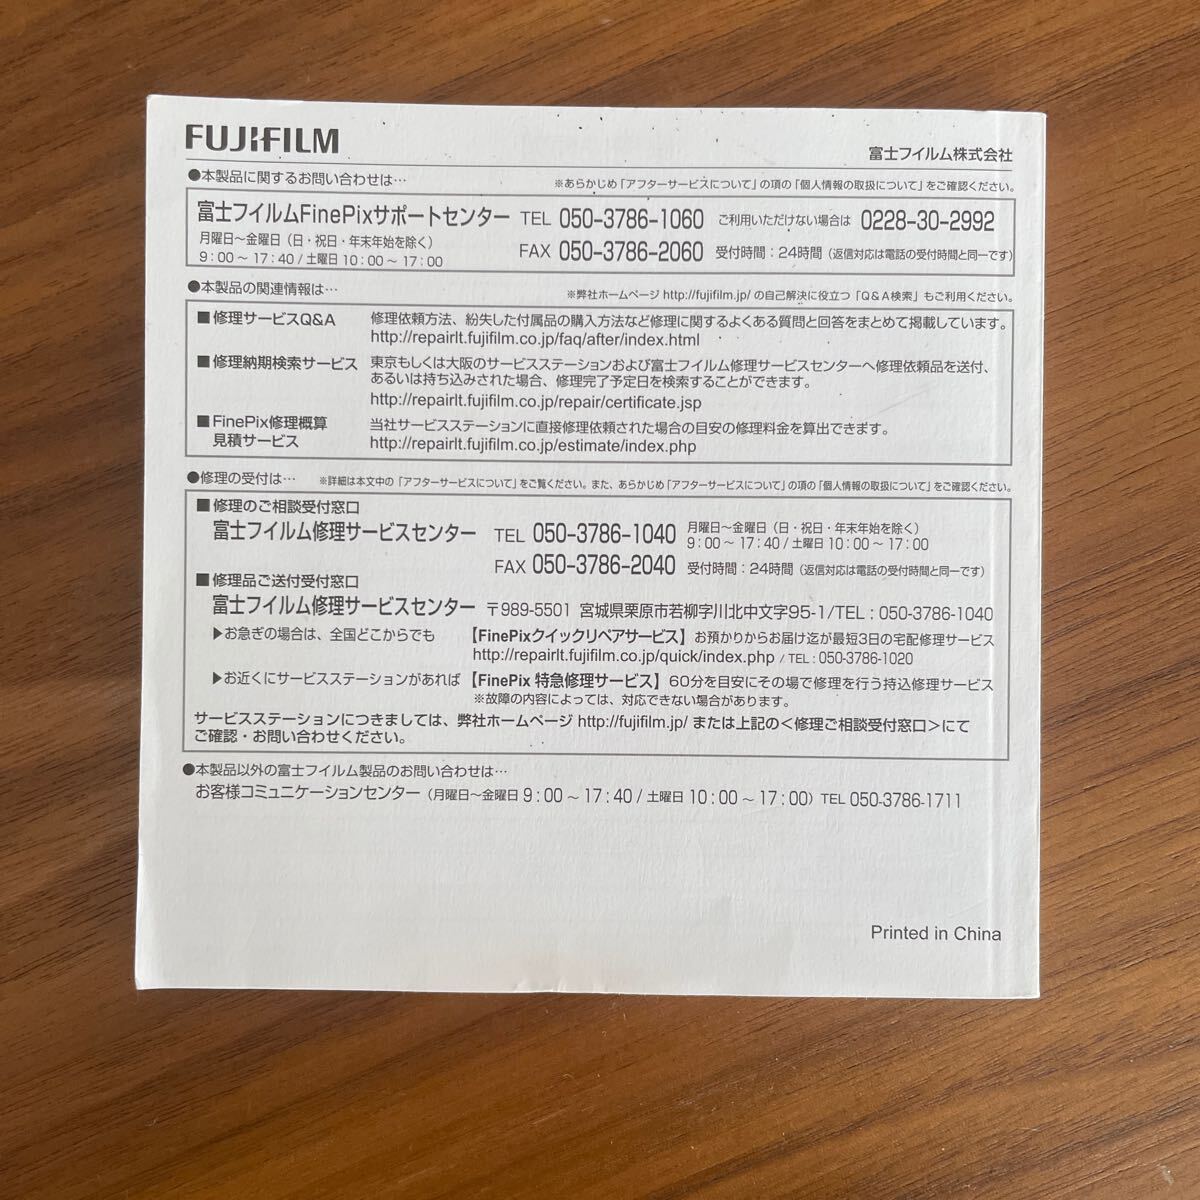 FUJIFILM
富士フイルム株式会社
●本製品に関するお問い合わせは… ※あらかじめ「アフターサービスについて」の項の「個人情報の取扱について」をご確認ください。
富士フイルムFinePixサポートセンター TEL 050-3786-1060 ご利用いただけない場合は 0228-30-2992
月曜日〜金曜日（日・祝日・年末年始を除く）
9：00 〜 17：40 / 土曜日 10：00 〜 17：00
FAX 050-3786-2060 受付時間：24時間（返信対応は電話の受付時間と同一です）
●本製品の関連情報は… ※弊社ホームページ http://fujifilm.jp/ の自己解決に役立つ「Q&A検索」もご利用ください。
■修理サービスQ&A 修理依頼方法、紛失した付属品の購入方法など修理に関するよくある質問と回答をまとめて掲載しています。
http://repairlt.fujifilm.co.jp/faq/after/index.html
■修理納期検索サービス 東京もしくは大阪のサービスステーションおよび富士フイルム修理サービスセンターへ修理依頼品を送付、
あるいは持ち込みされた場合、修理完了予定日を検索することができます。
http://repairlt.fujifilm.co.jp/repair/certificate.jsp
■FinePix修理概算 当社サービスステーションに直接修理依頼された場合の目安の修理料金を算出できます。
見積サービス http://repairlt.fujifilm.co.jp/estimate/index.php
●修理の受付は… ※詳細は本文中の「アフターサービスについて」をご覧ください。また、あらかじめ「アフターサービスについて」の項の「個人情報の取扱について」をご確認ください。
■修理のご相談受付窓口
富士フイルム修理サービスセンター TEL 050-3786-1040 月曜日〜金曜日（日・祝日・年末年始を除く）
9：00 〜 17：40 / 土曜日 10：00 〜 17：00
FAX 050-3786-2040 受付時間：24時間（返信対応は電話の受付時間と同一です）
■修理品ご送付受付窓口
富士フイルム修理サービスセンター 〒989-5501 宮城県栗原市若柳字川北中文字95-1/TEL：050-3786-1040
▶お急ぎの場合は、全国どこからでも 【FinePixクイックリペアサービス】お預かりからお届け迄が最短3日の宅配修理サービス
http://repairlt.fujifilm.co.jp/quick/index.php / TEL：050-3786-1020
▶お近くにサービスステーションがあれば 【FinePix 特急修理サービス】60分を目安にその場で修理を行う持込修理サービス
※故障の内容によっては、対応できない場合があります。
サービスステーションにつきましては、弊社ホームページ http://fujifilm.jp/ または上記の＜修理ご相談受付窓口＞にて
ご確認・お問い合わせください。
●本製品以外の富士フイルム製品のお問い合わせは…
お客様コミュニケーションセンター（月曜日〜金曜日 9：00 〜 17：40 / 土曜日 10：00 〜 17：00）TEL 050-3786-1711
Printed in China